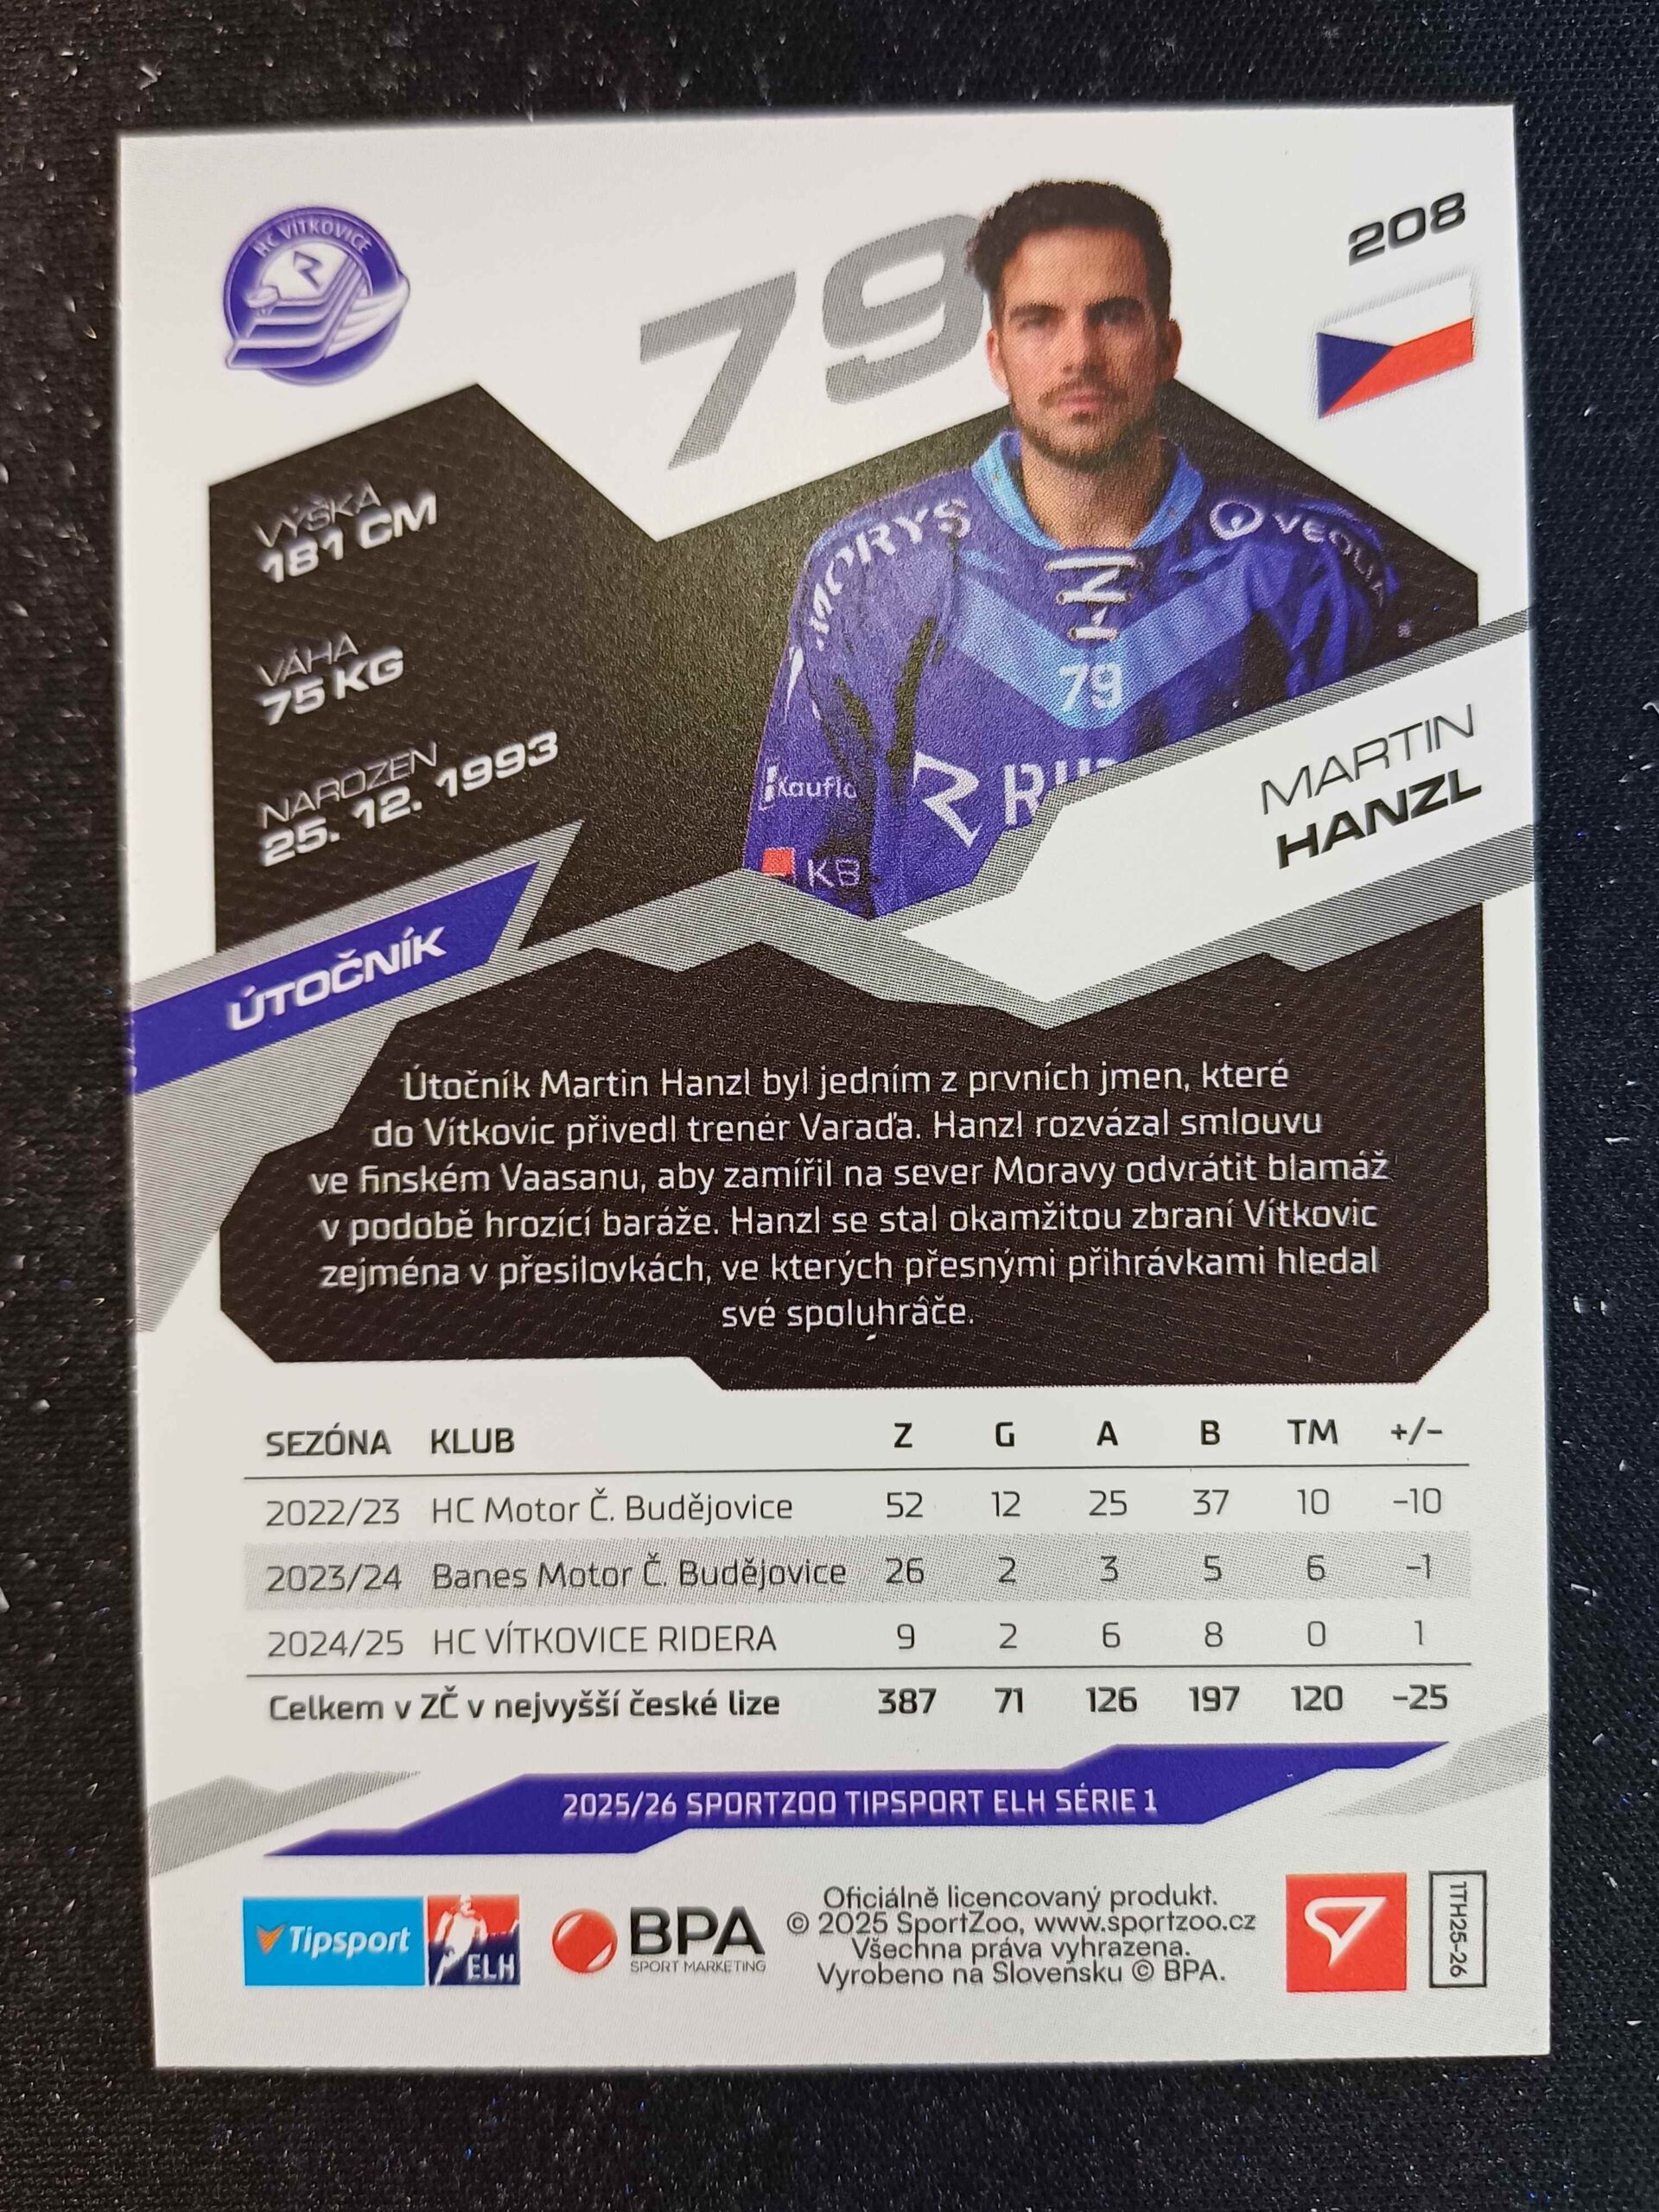 HC VÍTKOVICE
79
208
VÝŠKA
181 CM
VÁHA
75 KG
NAROZEN
25. 12. 1993
MORYS
VEOLIA
79
Kaufla
KB
MARTIN
HANZL
ÚTOČNÍK
Útočník Martin Hanzl byl jedním z prvních jmen, které
do Vítkovic přivedl trenér Varaďa. Hanzl rozvázal smlouvu
ve finském Vaasanu, aby zamířil na sever Moravy odvrátit blamáž
v podobě hrozící baráže. Hanzl se stal okamžitou zbraní Vítkovic
zejména v přesilovkách, ve kterých přesnými přihrávkami hledal
své spoluhráče.
SEZÓNA KLUB Z G A B TM +/-
2022/23 HC Motor Č. Budějovice 52 12 25 37 10 -10
2023/24 Banes Motor Č. Budějovice 26 2 3 5 6 -1
2024/25 HC VÍTKOVICE RIDERA 9 2 6 8 0 1
Celkem v ZČ v nejvyšší české lize 387 71 126 197 120 -25
2025/26 SPORTZOO TIPSPORT ELH SÉRIE 1
Tipsport
ELH
BPA
SPORT MARKETING
Oficiálně licencovaný produkt.
© 2025 SportZoo, www.sportzoo.cz
Všechna práva vyhrazena.
Vyrobeno na Slovensku © BPA.
1TH25-26